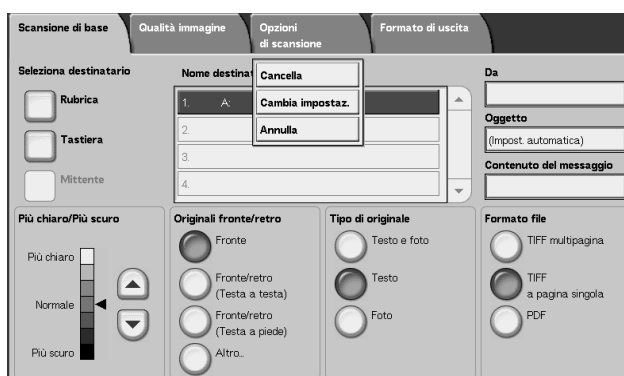 Scansione di base
Qualità immagine
Opzioni
di scansione
Formato di uscita
Seleziona destinatario
Rubrica
Tastiera
Mittente
Nome destinat
1. A:
2.
3.
4.
Cancella
Cambia impostaz.
Annulla
Da
Oggetto
(Impost. automatica)
Contenuto del messaggio
Più chiaro/Più scuro
Più chiaro
Normale
Più scuro
Originali fronte/retro
Fronte
Fronte/retro
(Testa a testa)
Fronte/retro
(Testa a piede)
Altro..
Tipo di originale
Testo e foto
Testo
Foto
Formato file
TIFF multipagina
TIFF
a pagina singola
PDF